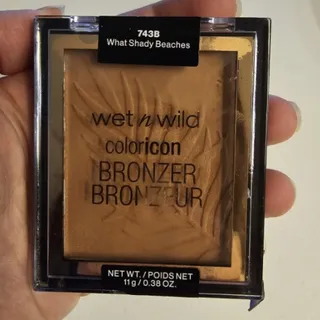 743B
What Shady Beaches
wet n wild
coloricon
BRONZER
BRONZEUR
NET WT. / POIDS NET
11g / 0.38 OZ.